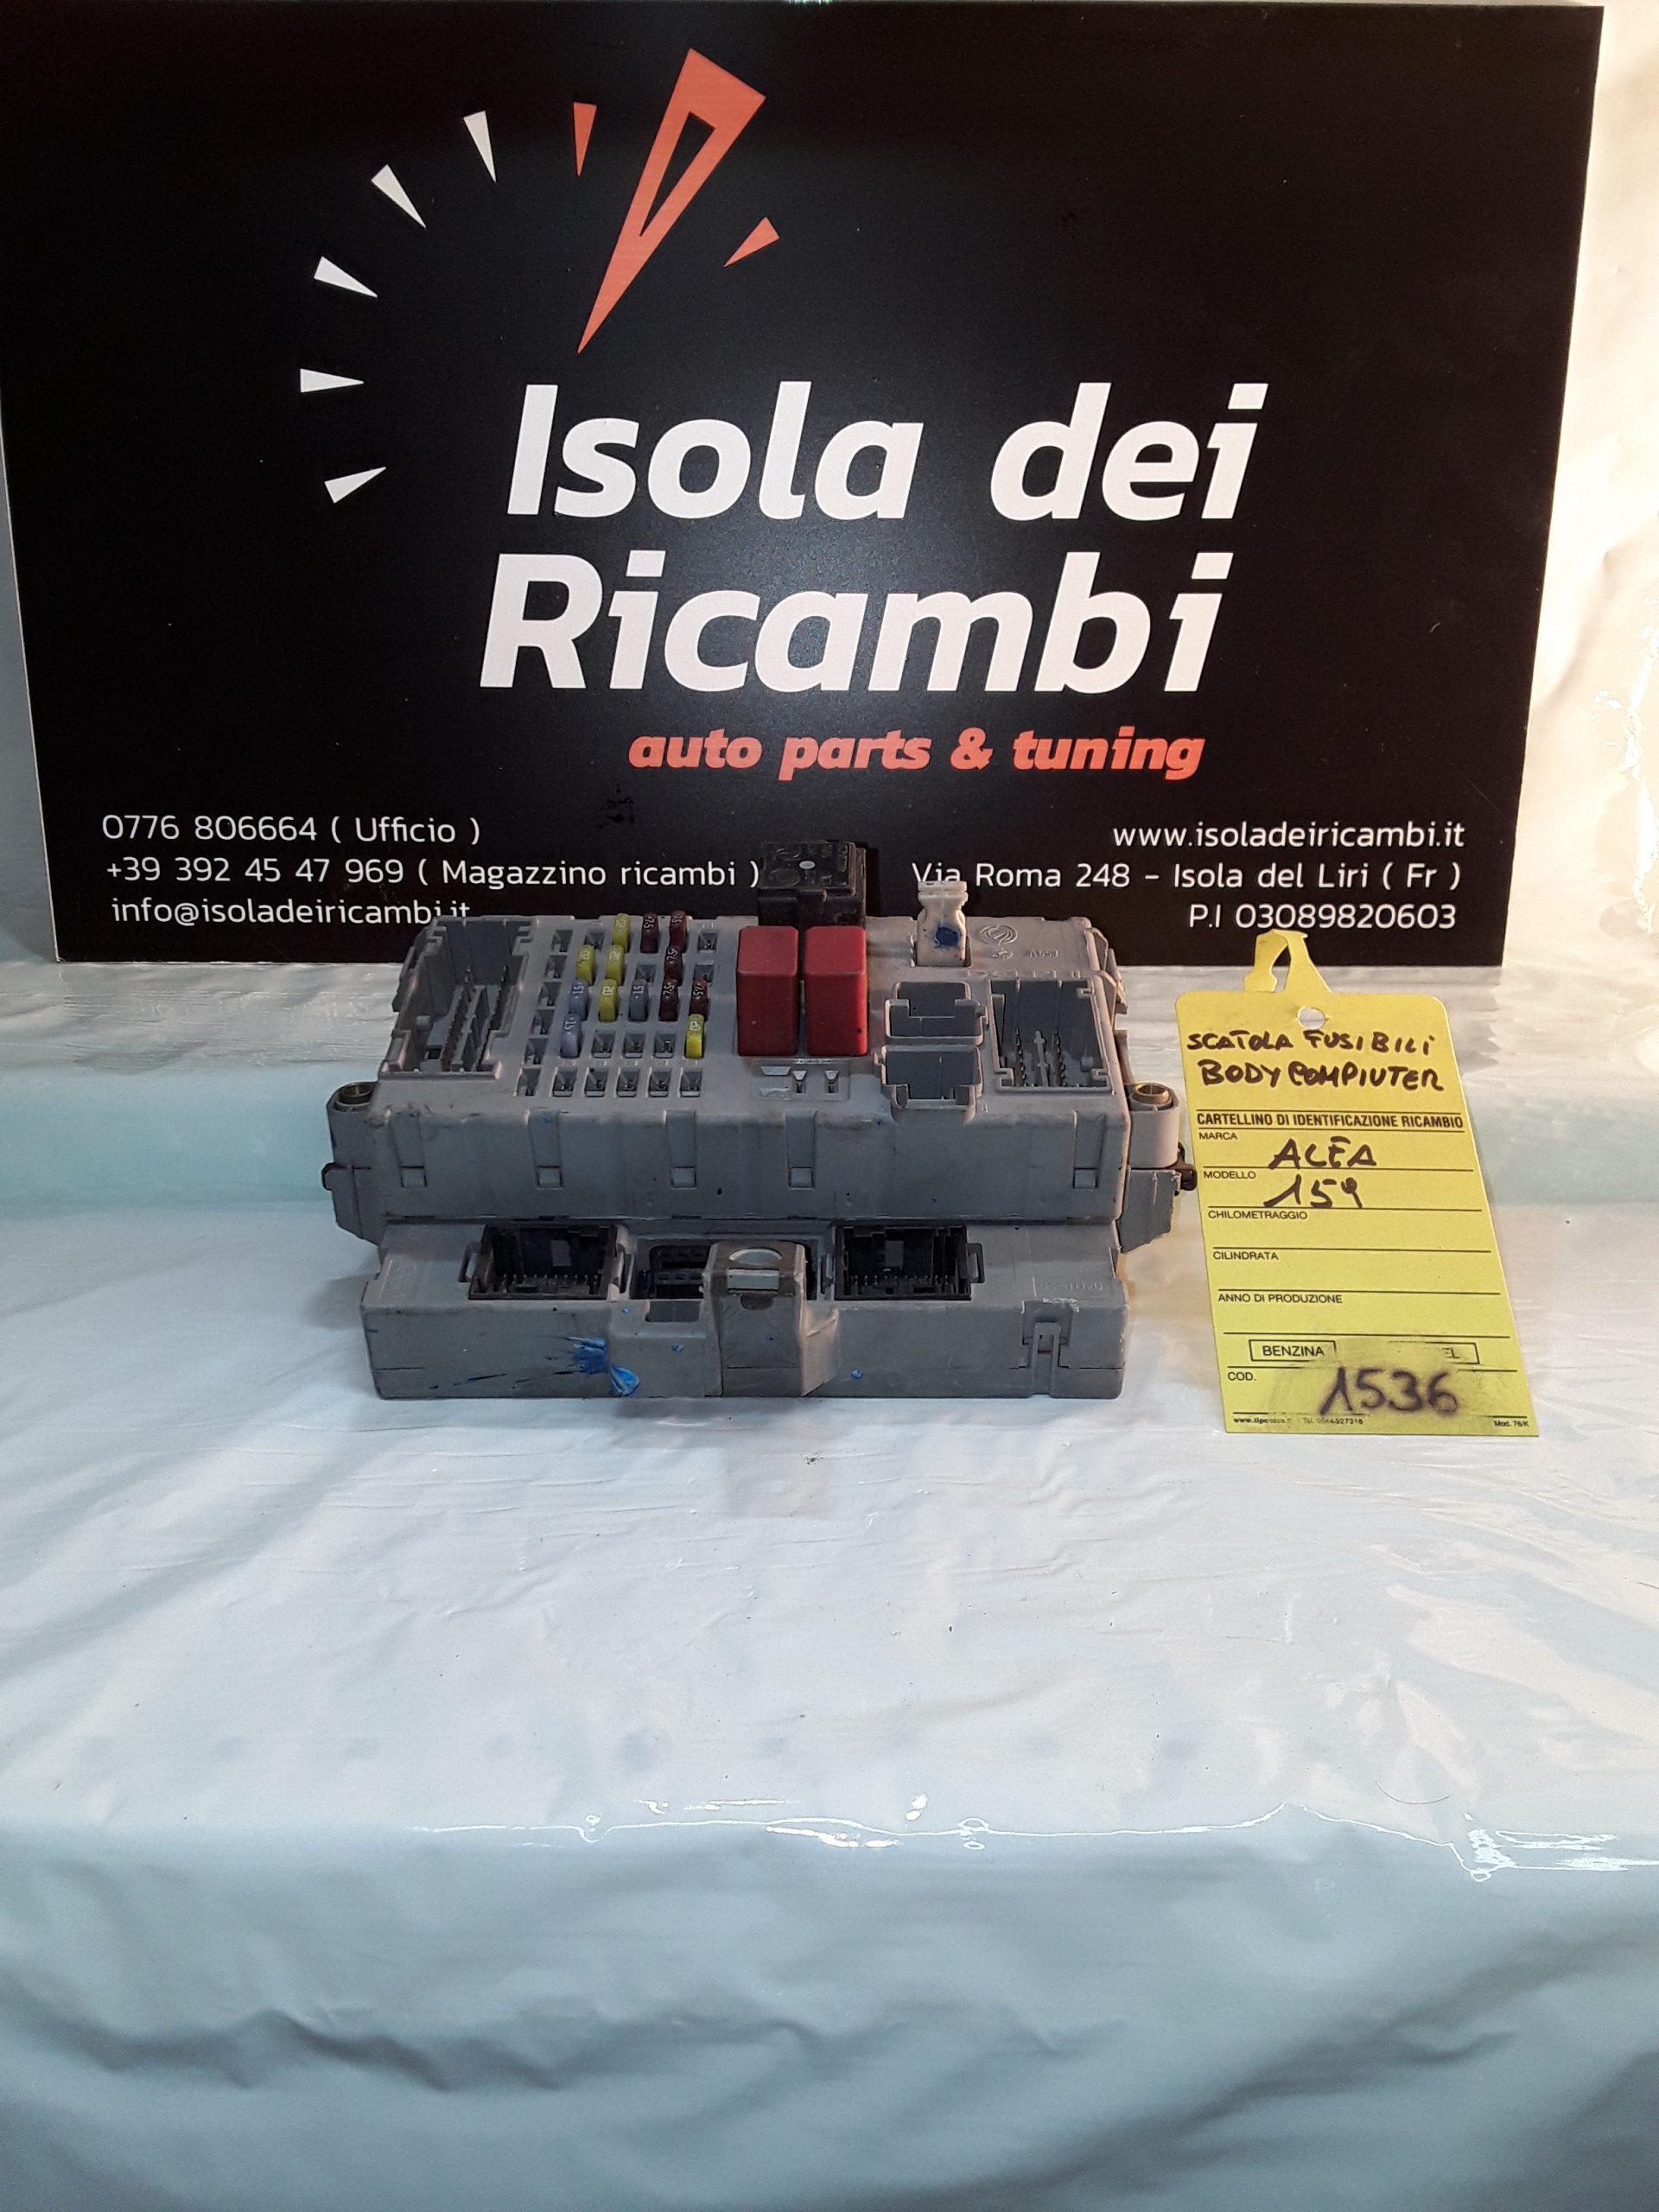 Isola dei
Ricambi
auto parts & tuning
0776 806664 ( Ufficio )
+39 392 45 47 969 ( Magazzino ricambi )
info@isoladeiricambi.it
www.isoladeiricambi.it
Via Roma 248 - Isola del Liri ( Fr )
P.I 03089820603
SCATOLA FUSIBILI
BODY COMPIUTER
CARTELLINO DI IDENTIFICAZIONE RICAMBIO
MARCA ALFA
MODELLO 159
CHILOMETRAGGIO
CILINDRATA
ANNO DI PRODUZIONE
BENZINA
COD. 1536
Mod. 76/K